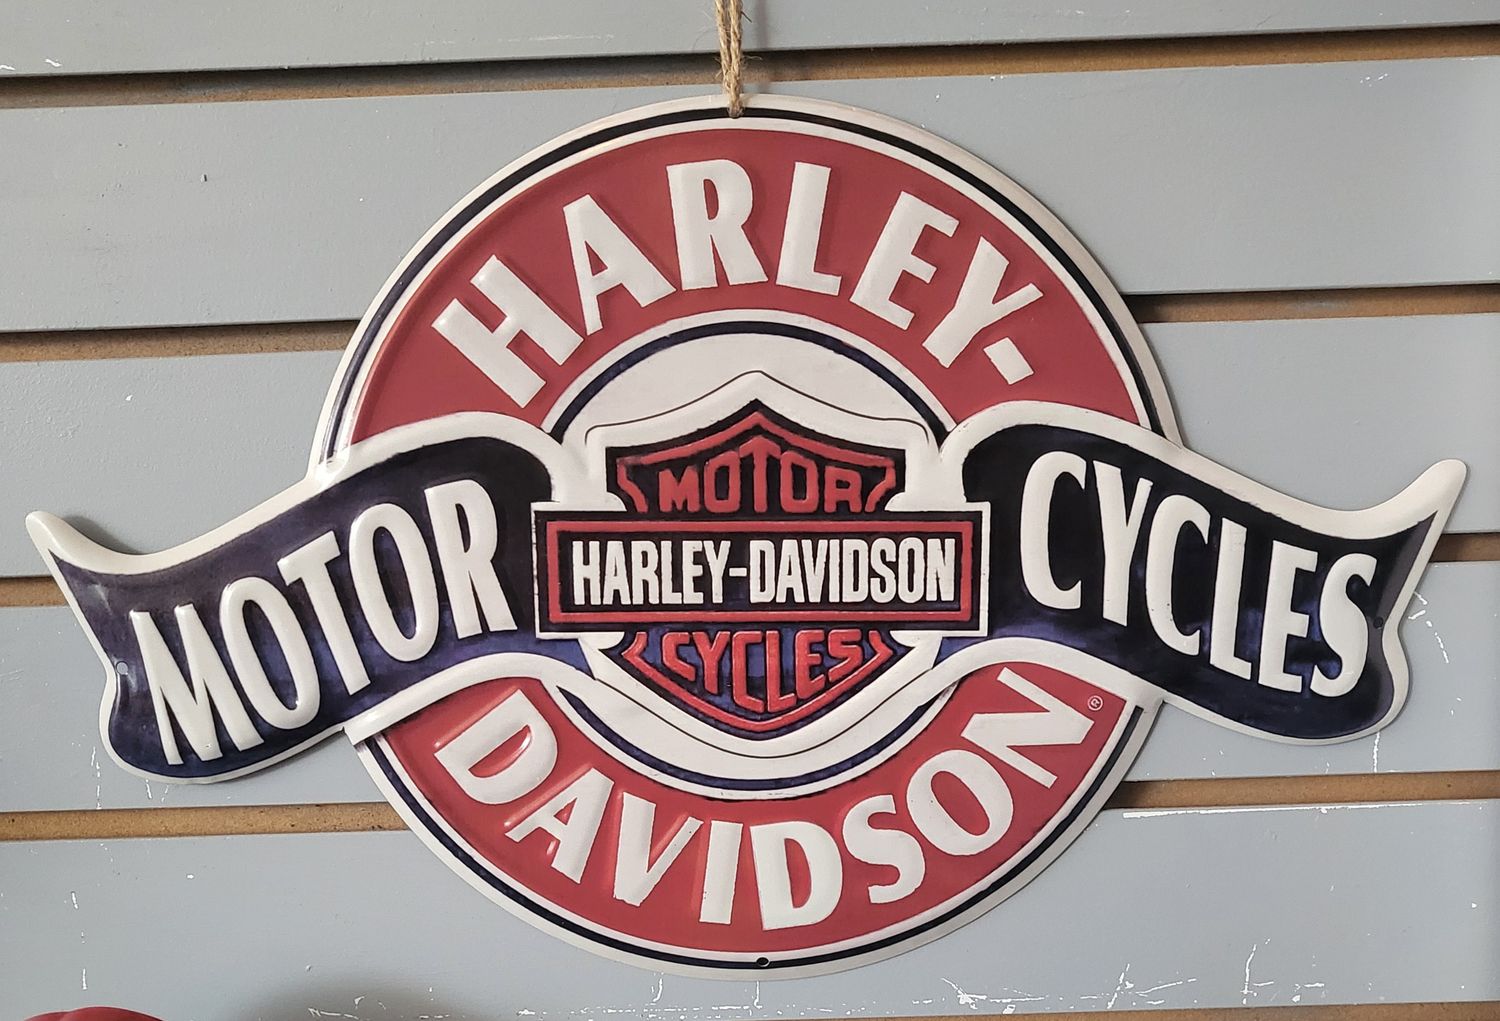 HARLEY-
MOTOR
CYCLES
MOTOR
HARLEY-DAVIDSON
CYCLES
DAVIDSON
®